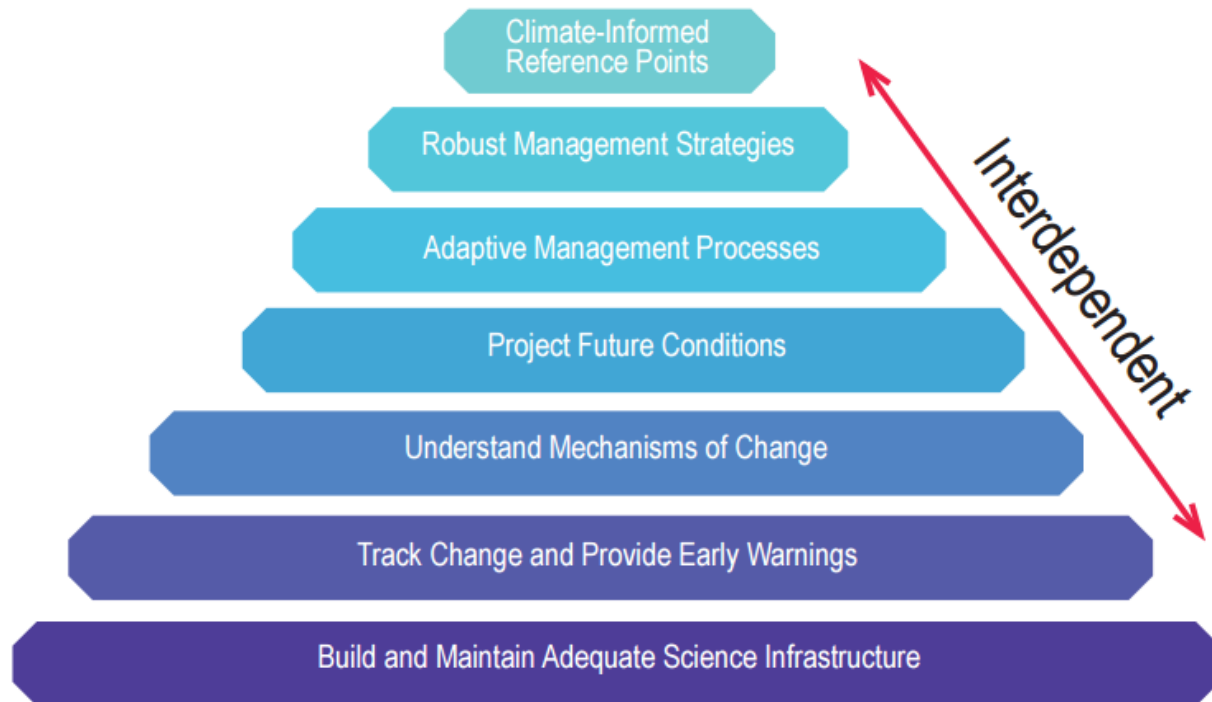 Climate-Informed
Reference Points
Robust Management Strategies
Adaptive Management Processes
Project Future Conditions
Understand Mechanisms of Change
Track Change and Provide Early Warnings
Build and Maintain Adequate Science Infrastructure
Interdependent